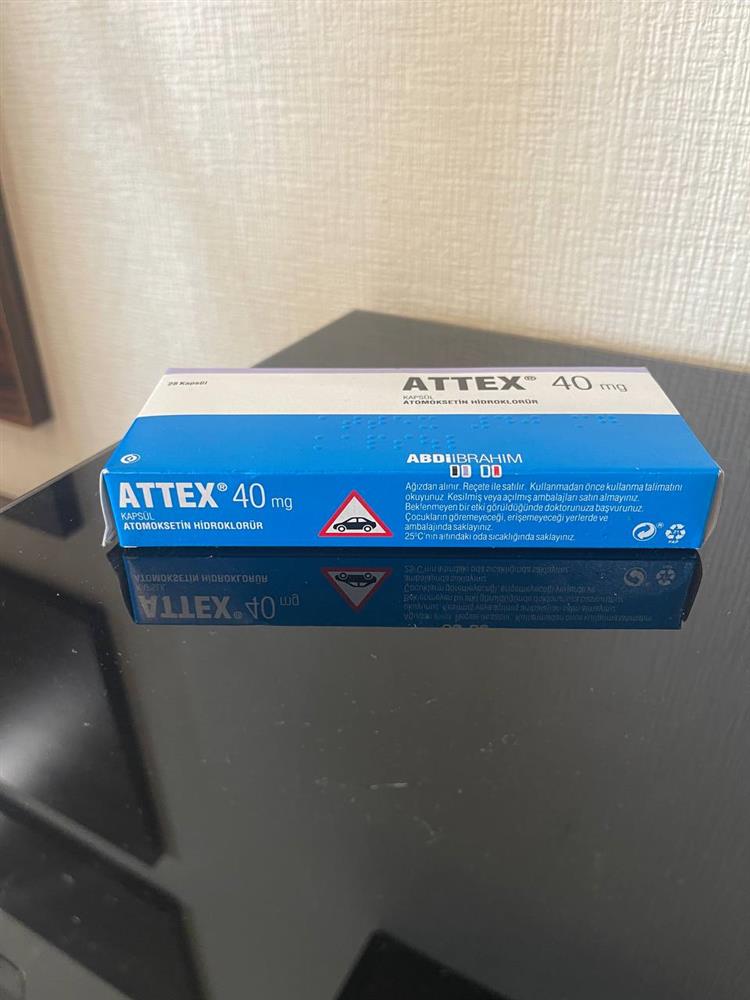 28 Kapsül
ATTEX® 40 mg
KAPSÜL
ATOMOKSETİN HİDROKLORÜR
ABDİİBRAHİM
ATTEX® 40 mg
KAPSÜL
ATOMOKSETİN HİDROKLORÜR
Ağızdan alınır. Reçete ile satılır. Kullanmadan önce kullanma talimatını
okuyunuz. Kesilmiş veya açılmış ambalajları satın almayınız.
Beklenmeyen bir etki görüldüğünde doktorunuza başvurunuz.
Çocukların göremeyeceği, erişemeyeceği yerlerde ve
ambalajında saklayınız.
25°C'nin altındaki oda sıcaklığında saklayınız.